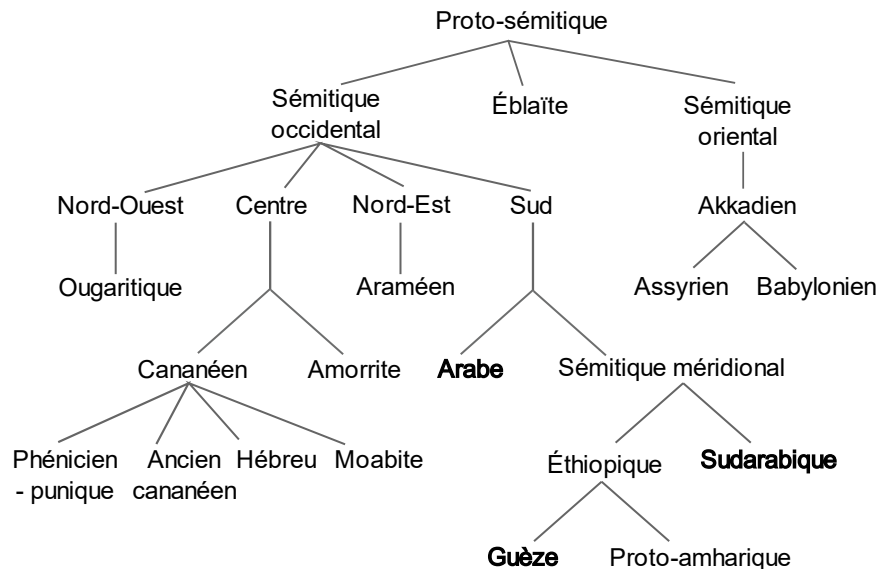 Proto-sémitique
Sémitique
occidental
Éblaïte
Sémitique
oriental
Nord-Ouest
Centre
Nord-Est
Sud
Akkadien
Ougaritique
Araméen
Assyrien
Babylonien
Cananéen
Amorrite
Arabe
Sémitique méridional
Phénicien
- punique
Ancien
cananéen
Hébreu
Moabite
Éthiopique
Sudarabique
Guèze
Proto-amharique